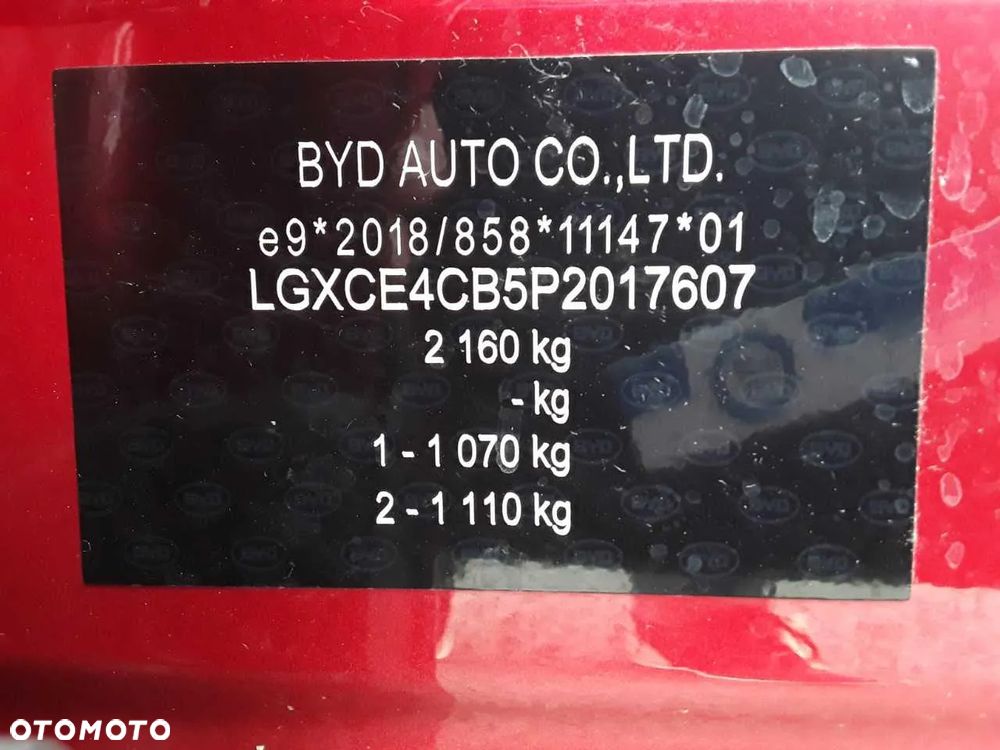 BYD AUTO CO.,LTD.
e9*2018/858*11147*01
LGXCE4CB5P2017607
2 160 kg
- kg
1 - 1 070 kg
2 - 1 110 kg
OTOMOTO